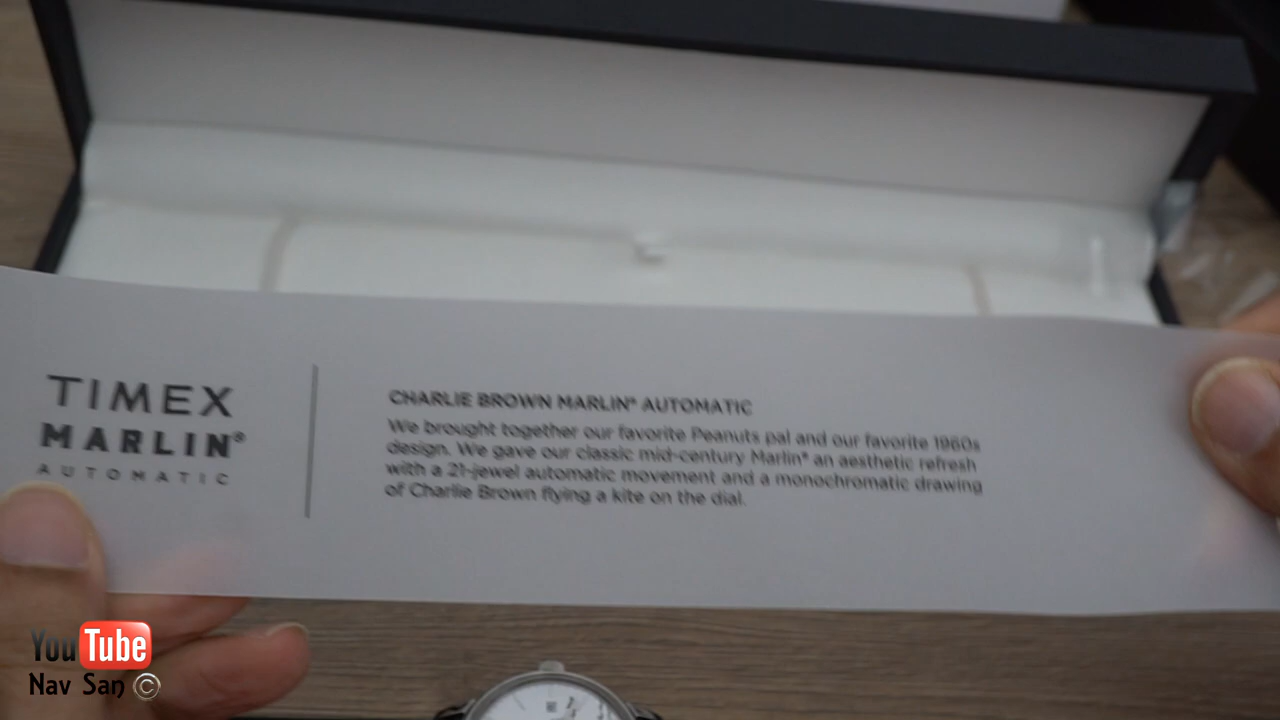 TIMEX
MARLIN®
AUTOMATIC
CHARLIE BROWN MARLIN® AUTOMATIC
We brought together our favorite Peanuts pal and our favorite 1960s
design. We gave our classic mid-century Marlin® an aesthetic refresh
with a 21-jewel automatic movement and a monochromatic drawing
of Charlie Brown flying a kite on the dial.
YouTube
Nav San ©